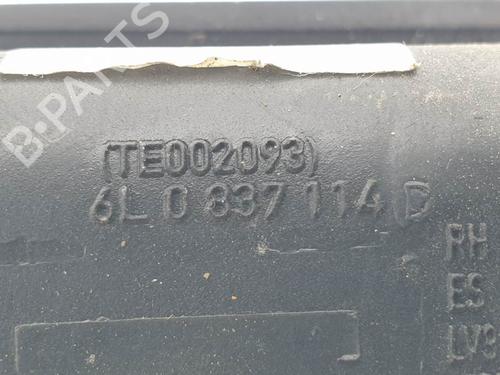 B-PARTS
(TE002093)
6L0 837 114 D
RH
ES